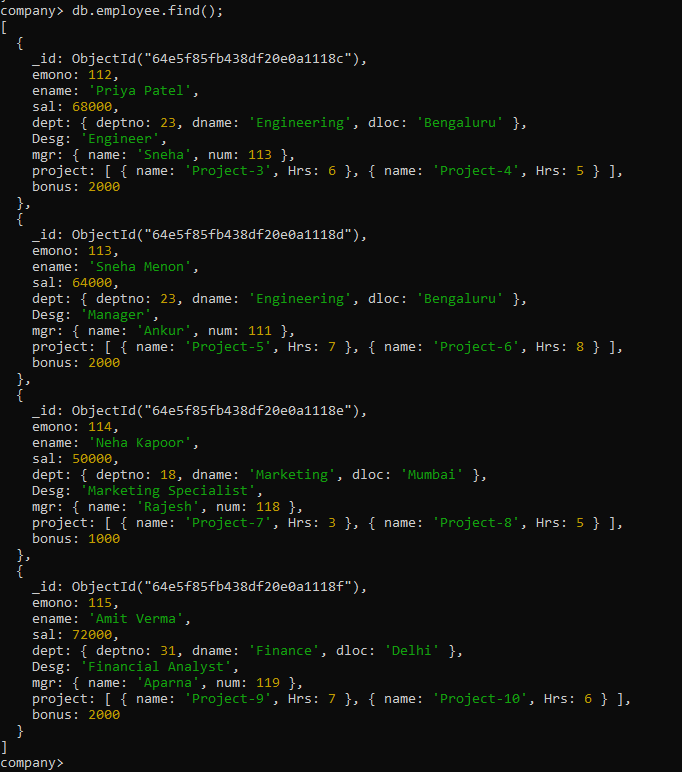 company> db.employee.find();
[
  {
    _id: ObjectId("64e5f85fb438df20e0a1118c"),
    emono: 112,
    ename: 'Priya Patel',
    sal: 68000,
    dept: { deptno: 23, dname: 'Engineering', dloc: 'Bengaluru' },
    Desg: 'Engineer',
    mgr: { name: 'Sneha', num: 113 },
    project: [ { name: 'Project-3', Hrs: 6 }, { name: 'Project-4', Hrs: 5 } ],
    bonus: 2000
  },
  {
    _id: ObjectId("64e5f85fb438df20e0a1118d"),
    emono: 113,
    ename: 'Sneha Menon',
    sal: 64000,
    dept: { deptno: 23, dname: 'Engineering', dloc: 'Bengaluru' },
    Desg: 'Manager',
    mgr: { name: 'Ankur', num: 111 },
    project: [ { name: 'Project-5', Hrs: 7 }, { name: 'Project-6', Hrs: 8 } ],
    bonus: 2000
  },
  {
    _id: ObjectId("64e5f85fb438df20e0a1118e"),
    emono: 114,
    ename: 'Neha Kapoor',
    sal: 50000,
    dept: { deptno: 18, dname: 'Marketing', dloc: 'Mumbai' },
    Desg: 'Marketing Specialist',
    mgr: { name: 'Rajesh', num: 118 },
    project: [ { name: 'Project-7', Hrs: 3 }, { name: 'Project-8', Hrs: 5 } ],
    bonus: 1000
  },
  {
    _id: ObjectId("64e5f85fb438df20e0a1118f"),
    emono: 115,
    ename: 'Amit Verma',
    sal: 72000,
    dept: { deptno: 31, dname: 'Finance', dloc: 'Delhi' },
    Desg: 'Financial Analyst',
    mgr: { name: 'Aparna', num: 119 },
    project: [ { name: 'Project-9', Hrs: 7 }, { name: 'Project-10', Hrs: 6 } ],
    bonus: 2000
  }
]
company>